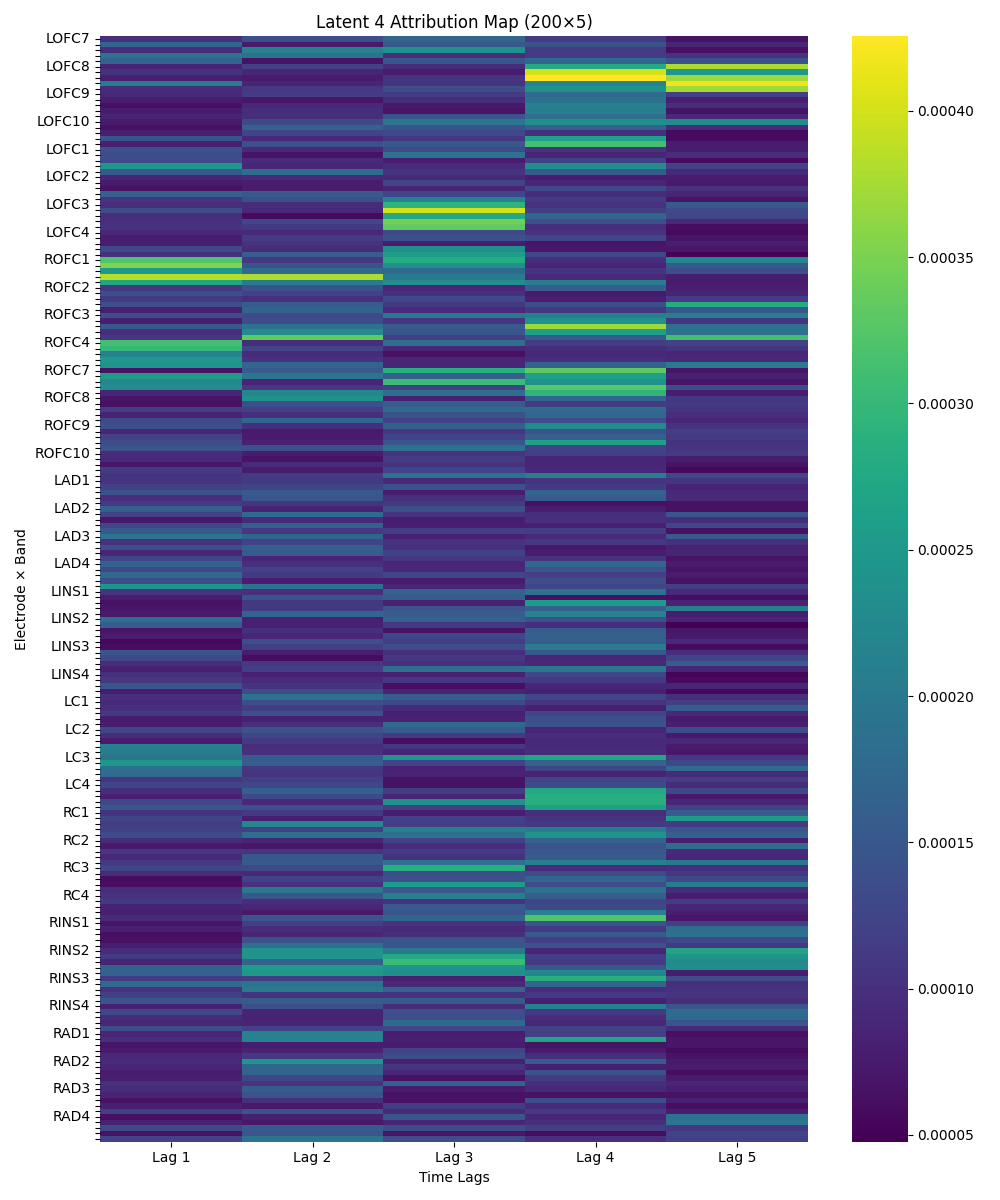 Latent 4 Attribution Map (200×5)
LOFC7
LOFC8
LOFC9
LOFC10
LOFC1
LOFC2
LOFC3
LOFC4
ROFC1
ROFC2
ROFC3
ROFC4
ROFC7
ROFC8
ROFC9
ROFC10
LAD1
LAD2
LAD3
LAD4
LINS1
LINS2
LINS3
LINS4
LC1
LC2
LC3
LC4
RC1
RC2
RC3
RC4
RINS1
RINS2
RINS3
RINS4
RAD1
RAD2
RAD3
RAD4
Electrode × Band
Lag 1 Lag 2 Lag 3 Lag 4 Lag 5
Time Lags
0.00040
0.00035
0.00030
0.00025
0.00020
0.00015
0.00010
0.00005